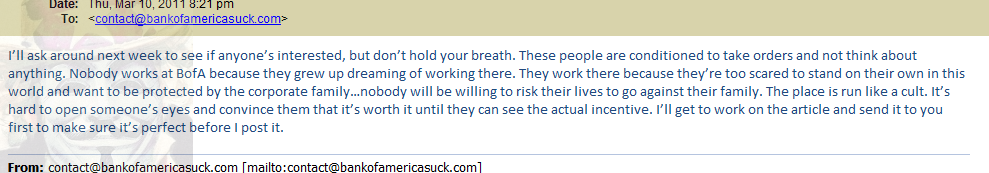 Date: Thu, Mar 10, 2011 8:21 pm
To: <contact@bankofamericasuck.com>
I'll ask around next week to see if anyone's interested, but don't hold your breath. These people are conditioned to take orders and not think about
anything. Nobody works at BofA because they grew up dreaming of working there. They work there because they're too scared to stand on their own in this
world and want to be protected by the corporate family…nobody will be willing to risk their lives to go against their family. The place is run like a cult. It's
hard to open someone's eyes and convince them that it's worth it until they can see the actual incentive. I'll get to work on the article and send it to you
first to make sure it's perfect before I post it.
From: contact@bankofamericasuck.com [mailto:contact@bankofamericasuck.com]